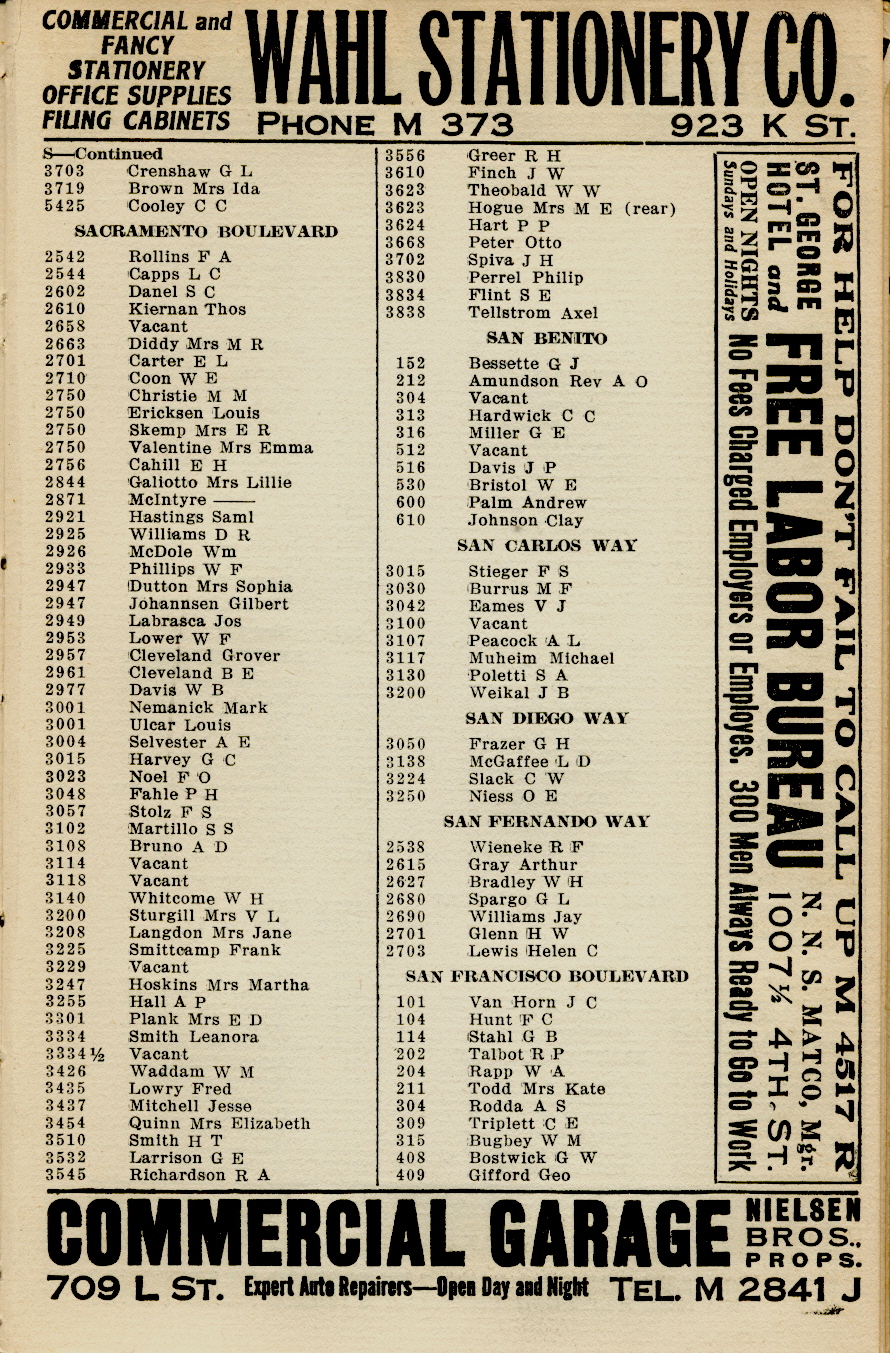 COMMERCIAL and
FANCY
STATIONERY
OFFICE SUPPLIES
FILING CABINETS
WAHL STATIONERY CO.
PHONE M 373 923 K ST.
S—Continued
3703 Crenshaw G L
3719 Brown Mrs Ida
5425 Cooley C C
SACRAMENTO BOULEVARD
2542 Rollins F A
2544 Capps L C
2602 Danel S C
2610 Kiernan Thos
2658 Vacant
2663 Diddy Mrs M R
2701 Carter E L
2710 Coon W E
2750 Christie M M
2750 Ericksen Louis
2750 Skemp Mrs E R
2750 Valentine Mrs Emma
2756 Cahill E H
2844 Galiotto Mrs Lillie
2871 McIntyre ——
2921 Hastings Saml
2925 Williams D R
2926 McDole Wm
2933 Phillips W F
2947 Dutton Mrs Sophia
2947 Johannsen Gilbert
2949 Labrasca Jos
2953 Lower W F
2957 Cleveland Grover
2961 Cleveland B E
2977 Davis W B
3001 Nemanick Mark
3001 Ulcar Louis
3004 Selvester A E
3015 Harvey G C
3023 Noel F O
3048 Fahle P H
3057 Stolz F S
3102 Martillo S S
3108 Bruno A D
3114 Vacant
3118 Vacant
3140 Whitcome W H
3200 Sturgill Mrs V L
3208 Langdon Mrs Jane
3225 Smittcamp Frank
3229 Vacant
3247 Hoskins Mrs Martha
3255 Hall A P
3301 Plank Mrs E D
3334 Smith Leanora
3334½ Vacant
3426 Waddam W M
3435 Lowry Fred
3437 Mitchell Jesse
3454 Quinn Mrs Elizabeth
3510 Smith H T
3532 Larrison G E
3545 Richardson R A
3556 Greer R H
3610 Finch J W
3623 Theobald W W
3623 Hogue Mrs M E (rear)
3624 Hart P P
3668 Peter Otto
3702 Spiva J H
3830 Perrel Philip
3834 Flint S E
3838 Tellstrom Axel
SAN BENITO
152 Bessette G J
212 Amundson Rev A O
304 Vacant
313 Hardwick C C
316 Miller G E
512 Vacant
516 Davis J P
530 Bristol W E
600 Palm Andrew
610 Johnson Clay
SAN CARLOS WAY
3015 Stieger F S
3030 Burrus M F
3042 Eames V J
3100 Vacant
3107 Peacock A L
3117 Muheim Michael
3130 Poletti S A
3200 Weikal J B
SAN DIEGO WAY
3050 Frazer G H
3138 McGaffee L D
3224 Slack C W
3250 Niess O E
SAN FERNANDO WAY
2538 Wieneke R F
2615 Gray Arthur
2627 Bradley W H
2680 Spargo G L
2690 Williams Jay
2701 Glenn H W
2703 Lewis Helen C
SAN FRANCISCO BOULEVARD
101 Van Horn J C
104 Hunt F C
114 Stahl G B
202 Talbot R P
204 Rapp W A
211 Todd Mrs Kate
304 Rodda A S
309 Triplett C E
315 Bugbey W M
408 Bostwick G W
409 Gifford Geo
FOR HELP DON'T FAIL TO CALL UP M 4517 R
ST. GEORGE
HOTEL and
FREE LABOR BUREAU
N. N. S. MATCO, Mgr.
1007½ 4TH ST.
OPEN NIGHTS
Sundays and Holidays
No Fees Charged Employers or Employes. 300 Men Always Ready to Go to Work
COMMERCIAL GARAGE
NIELSEN
BROS.,
PROPS.
709 L ST. Expert Auto Repairers—Open Day and Night TEL. M 2841 J